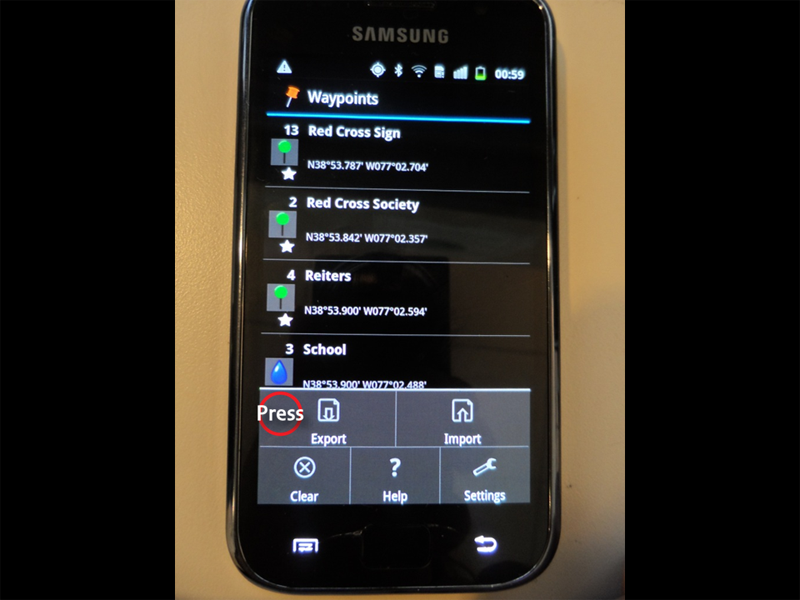 SAMSUNG
00:59
Waypoints
13 Red Cross Sign
N38°53.787' W077°02.704'
2 Red Cross Society
N38°53.842' W077°02.357'
4 Reiters
N38°53.900' W077°02.594'
3 School
N38°53.900' W077°02.488'
Press
Export
Import
Clear
Help
Settings